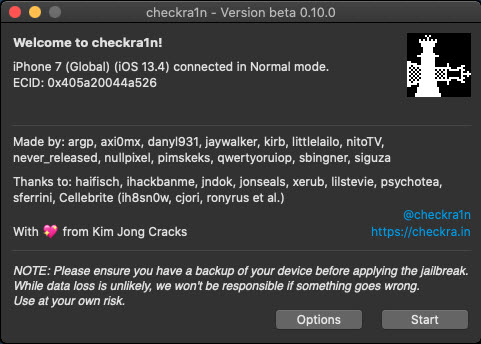 checkra1n - Version beta 0.10.0
Welcome to checkra1n!
iPhone 7 (Global) (iOS 13.4) connected in Normal mode.
ECID: 0x405a20044a526
Made by: argp, axi0mx, danyl931, jaywalker, kirb, littlelailo, nitoTV,
never_released, nullpixel, pimskeks, qwertyoruiop, sbingner, siguza
Thanks to: haifisch, ihackbanme, jndok, jonseals, xerub, lilstevie, psychotea,
sferrini, Cellebrite (ih8sn0w, cjori, ronyrus et al.)
@checkra1n
With 💖 from Kim Jong Cracks
https://checkra.in
NOTE: Please ensure you have a backup of your device before applying the jailbreak.
While data loss is unlikely, we won't be responsible if something goes wrong.
Use at your own risk.
Options
Start